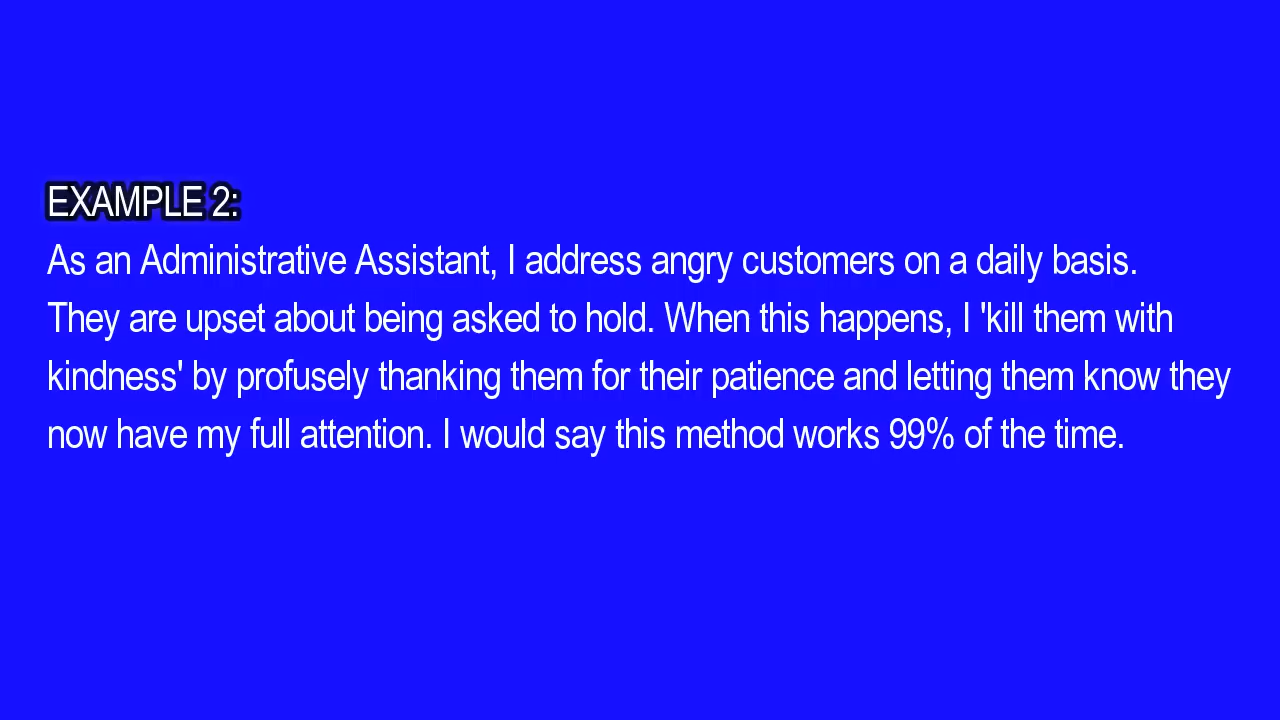 EXAMPLE 2:
As an Administrative Assistant, I address angry customers on a daily basis.
They are upset about being asked to hold. When this happens, I 'kill them with
kindness' by profusely thanking them for their patience and letting them know they
now have my full attention. I would say this method works 99% of the time.